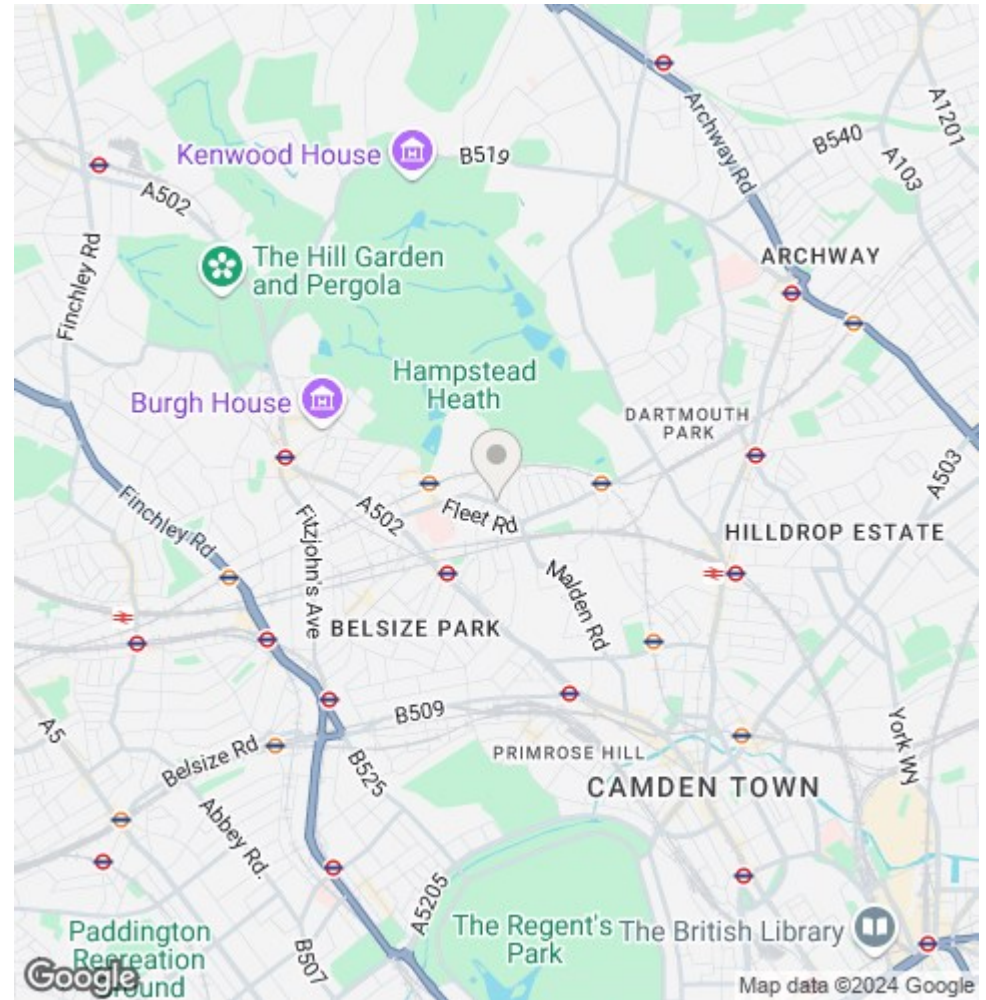 Kenwood House
B519
Archway Rd
B540
A103
A1201
A502
Finchley Rd
The Hill Garden
and Pergola
ARCHWAY
Hampstead
Heath
Burgh House
DARTMOUTH
PARK
A503
Finchley Rd
Fitzjohn's Ave
A502
Fleet Rd
HILLDROP ESTATE
Malden Rd
BELSIZE PARK
A5
B509
Belsize Rd
B525
PRIMROSE HILL
York Wy
CAMDEN TOWN
Abbey Rd.
A5205
Paddington
Recreation
Ground
B507
The Regent's
Park
The British Library
Google
Map data ©2024 Google